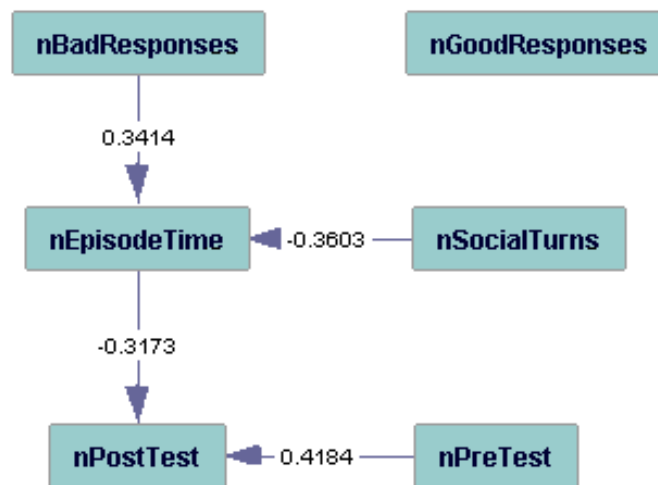 nBadResponses
nGoodResponses
0.3414
nEpisodeTime
-0.3603
nSocialTurns
-0.3173
nPostTest
0.4184
nPreTest